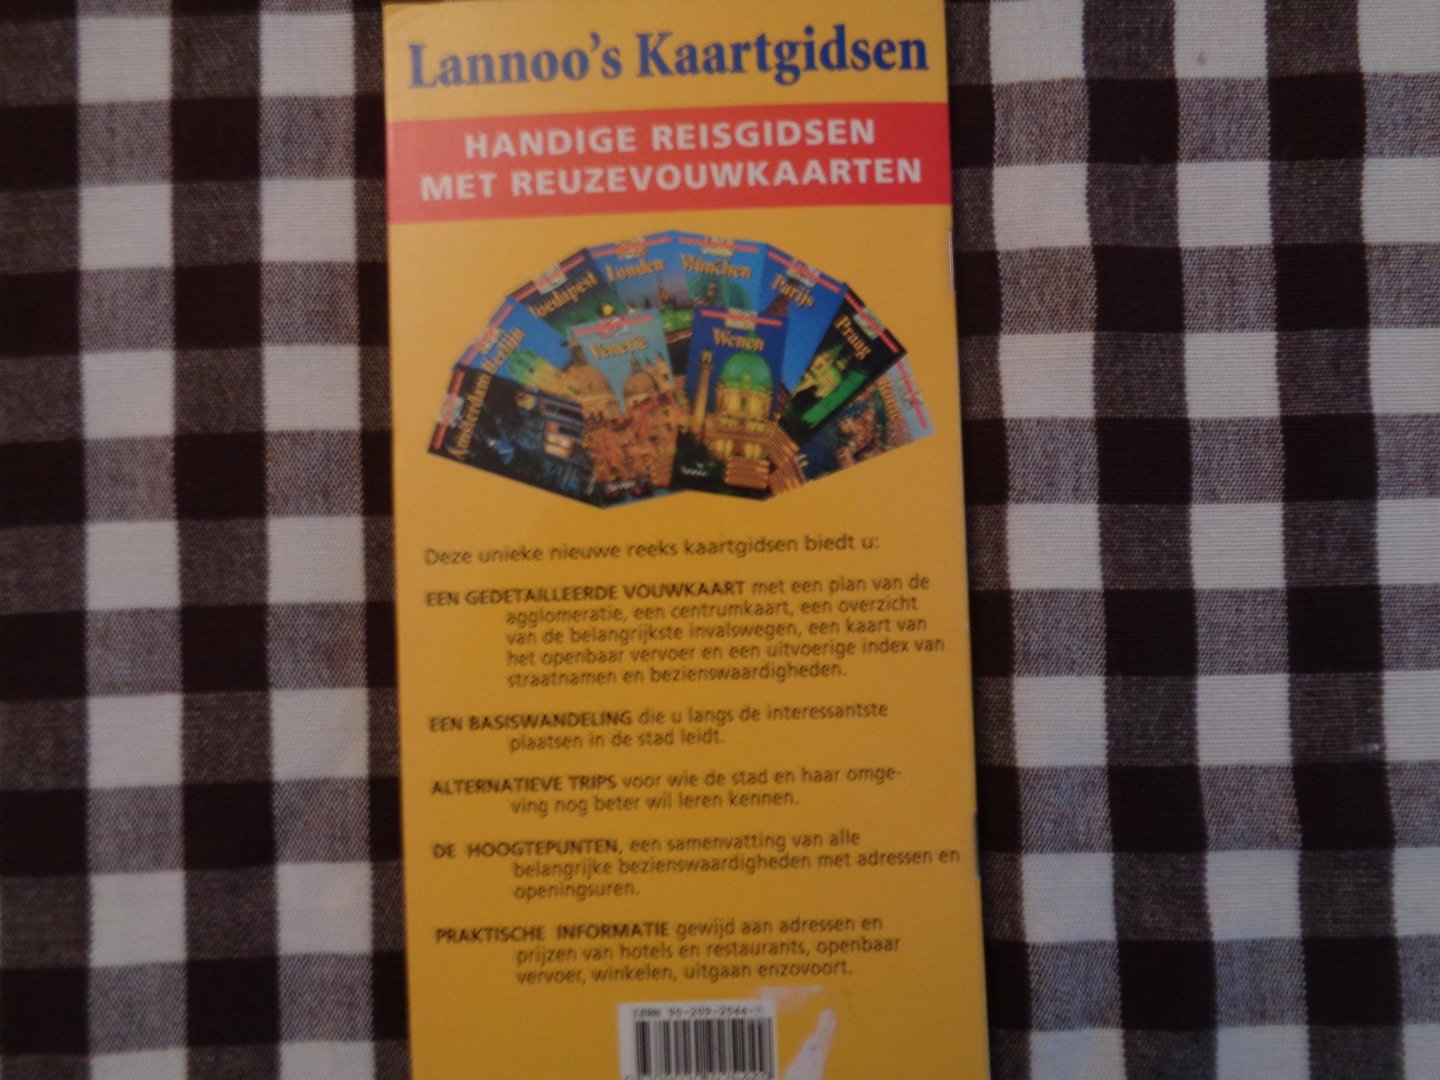 Lannoo's Kaartgidsen
HANDIGE REISGIDSEN
MET REUZEVOUWKAARTEN
Londen
München
Parijs
Boedapest
Praag
Berlijn
Venetië
Wenen
Rome
Amsterdam
Deze unieke nieuwe reeks kaartgidsen biedt u:
EEN GEDETAILLEERDE VOUWKAART met een plan van de
agglomeratie, een centrumkaart, een overzicht
van de belangrijkste invalswegen, een kaart van
het openbaar vervoer en een uitvoerige index van
straatnamen en bezienswaardigheden.
EEN BASISWANDELING die u langs de interessantste
plaatsen in de stad leidt.
ALTERNATIEVE TRIPS voor wie de stad en haar omge-
ving nog beter wil leren kennen.
DE HOOGTEPUNTEN, een samenvatting van alle
belangrijke bezienswaardigheden met adressen en
openingsuren.
PRAKTISCHE INFORMATIE gewijd aan adressen en
prijzen van hotels en restaurants, openbaar
vervoer, winkelen, uitgaan enzovoort.
ISBN